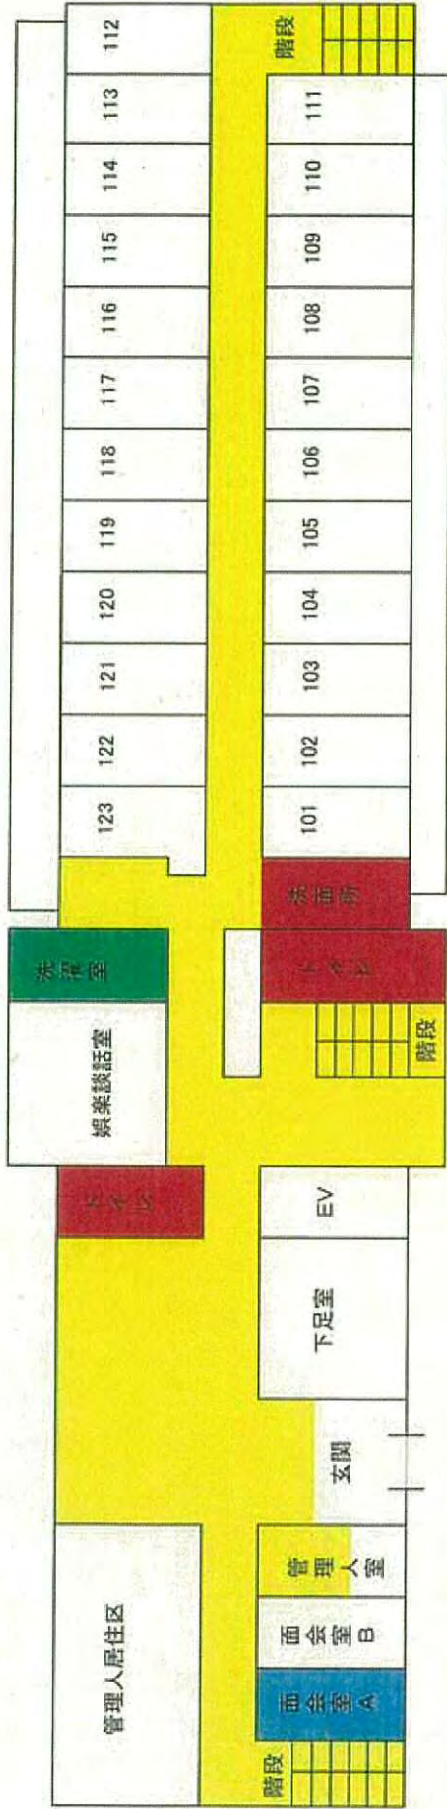 112
113
114
115
116
117
118
119
120
121
122
123
洗濯室
娯楽談話室
トイレ
管理人居住区
階段
111
110
109
108
107
106
105
104
103
102
101
洗面所
トイレ
階段
EV
下足室
玄関
管理人室
面会室B
面会室A
階段